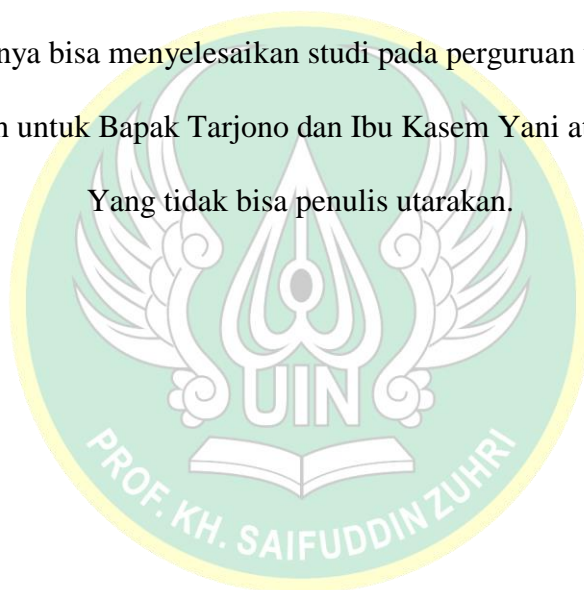 nya bisa menyelesaikan studi pada perguruan
untuk Bapak Tarjono dan Ibu Kasem Yani
Yang tidak bisa penulis utarakan.
UIN
PROF. KH. SAIFUDDIN ZUHRI